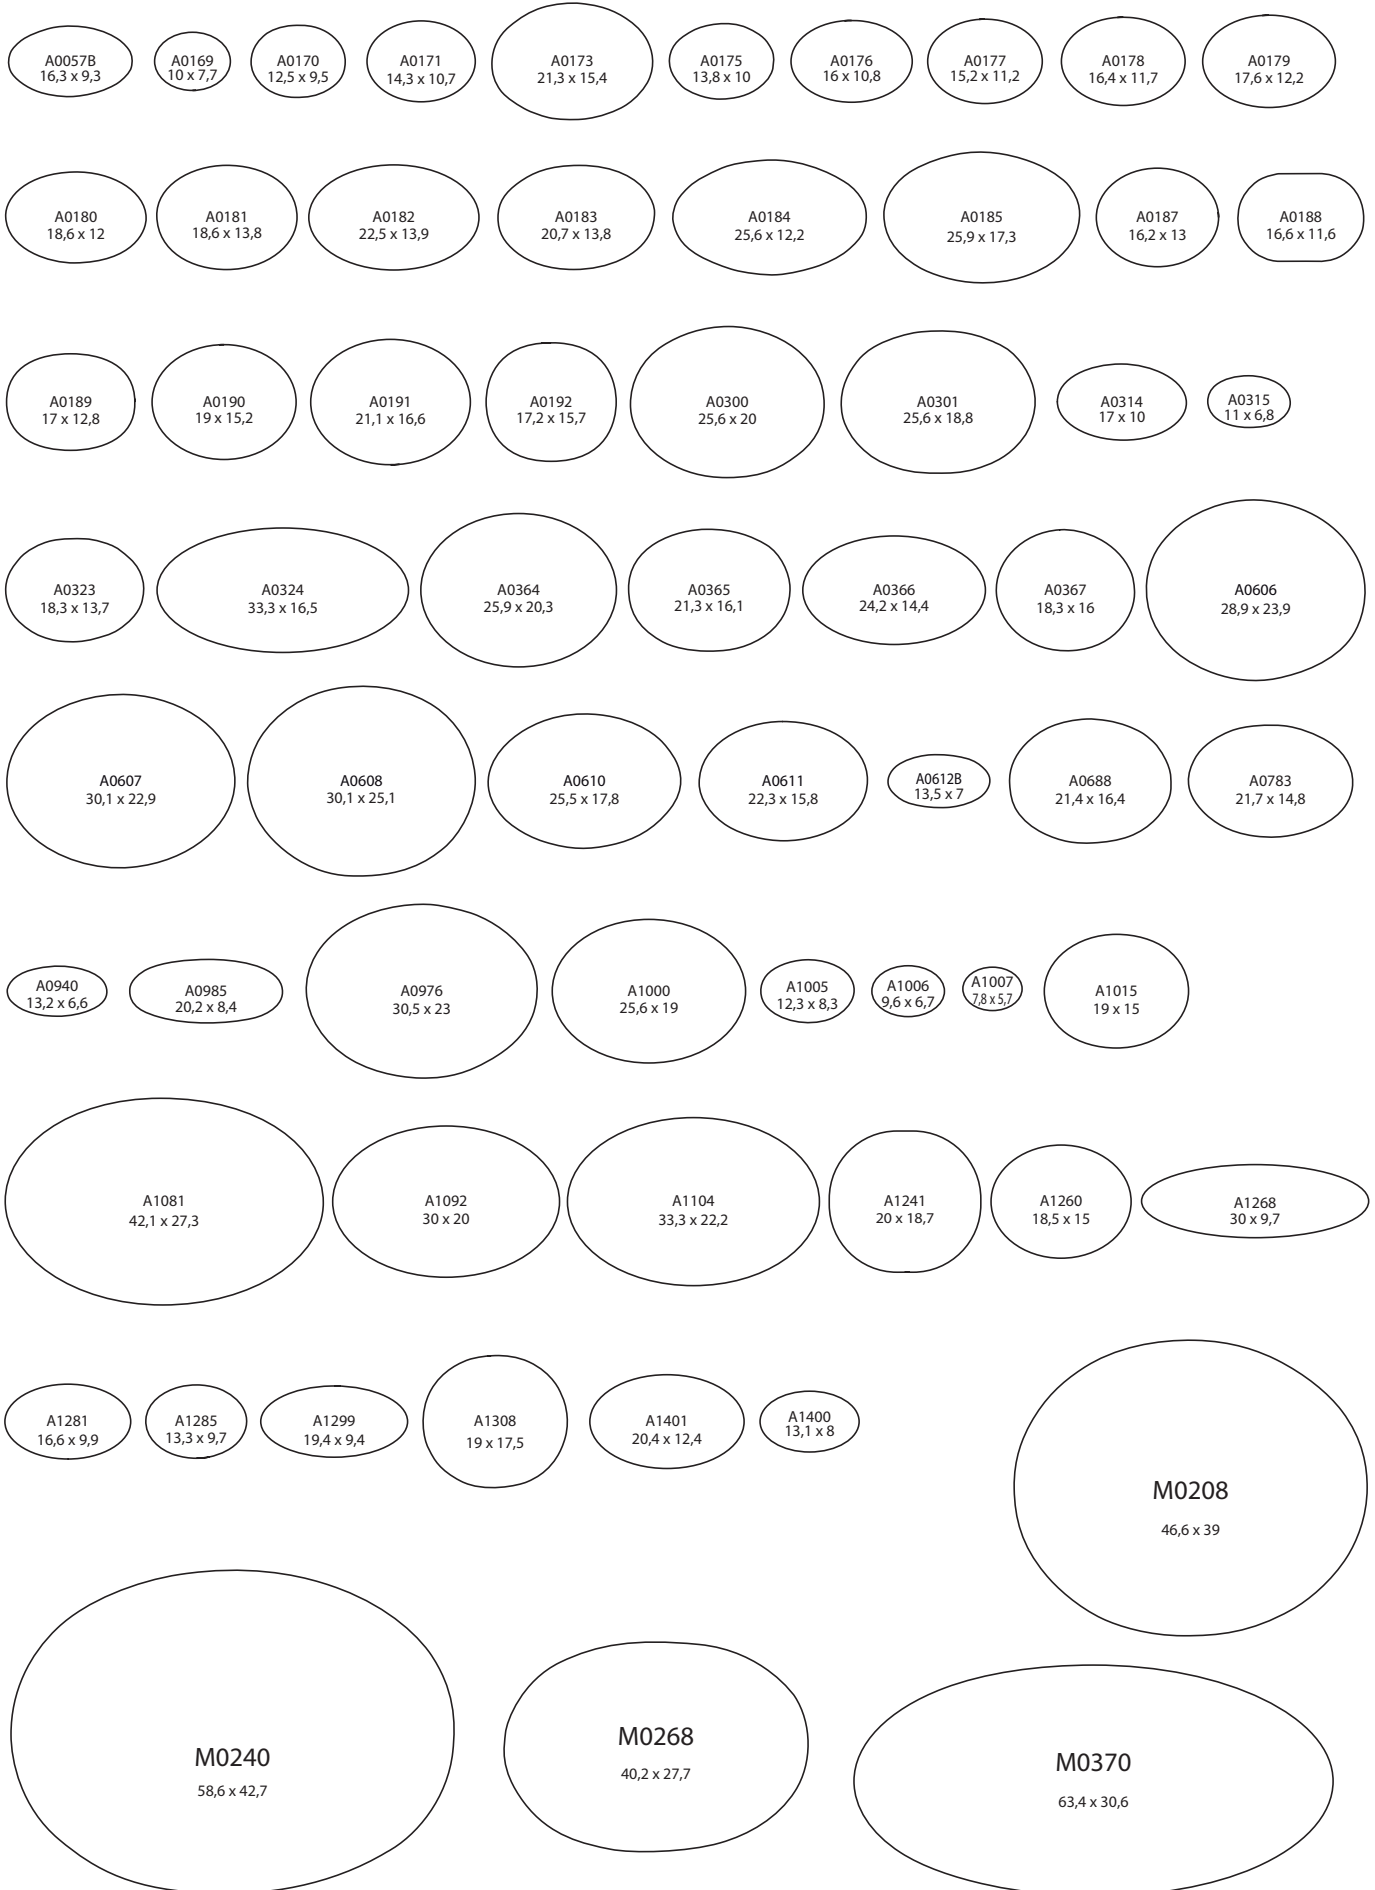 A0057B
16,3 x 9,3
A0169
10 x 7,7
A0170
12,5 x 9,5
A0171
14,3 x 10,7
A0173
21,3 x 15,4
A0175
13,8 x 10
A0176
16 x 10,8
A0177
15,2 x 11,2
A0178
16,4 x 11,7
A0179
17,6 x 12,2
A0180
18,6 x 12
A0181
18,6 x 13,8
A0182
22,5 x 13,9
A0183
20,7 x 13,8
A0184
25,6 x 12,2
A0185
25,9 x 17,3
A0187
16,2 x 13
A0188
16,6 x 11,6
A0189
17 x 12,8
A0190
19 x 15,2
A0191
21,1 x 16,6
A0192
17,2 x 15,7
A0300
25,6 x 20
A0301
25,6 x 18,8
A0314
17 x 10
A0315
11 x 6,8
A0323
18,3 x 13,7
A0324
33,3 x 16,5
A0364
25,9 x 20,3
A0365
21,3 x 16,1
A0366
24,2 x 14,4
A0367
18,3 x 16
A0606
28,9 x 23,9
A0607
30,1 x 22,9
A0608
30,1 x 25,1
A0610
25,5 x 17,8
A0611
22,3 x 15,8
A0612B
13,5 x 7
A0688
21,4 x 16,4
A0783
21,7 x 14,8
A0940
13,2 x 6,6
A0985
20,2 x 8,4
A0976
30,5 x 23
A1000
25,6 x 19
A1005
12,3 x 8,3
A1006
9,6 x 6,7
A1007
7,8 x 5,7
A1015
19 x 15
A1081
42,1 x 27,3
A1092
30 x 20
A1104
33,3 x 22,2
A1241
20 x 18,7
A1260
18,5 x 15
A1268
30 x 9,7
A1281
16,6 x 9,9
A1285
13,3 x 9,7
A1299
19,4 x 9,4
A1308
19 x 17,5
A1401
20,4 x 12,4
A1400
13,1 x 8
M0208
46,6 x 39
M0240
58,6 x 42,7
M0268
40,2 x 27,7
M0370
63,4 x 30,6